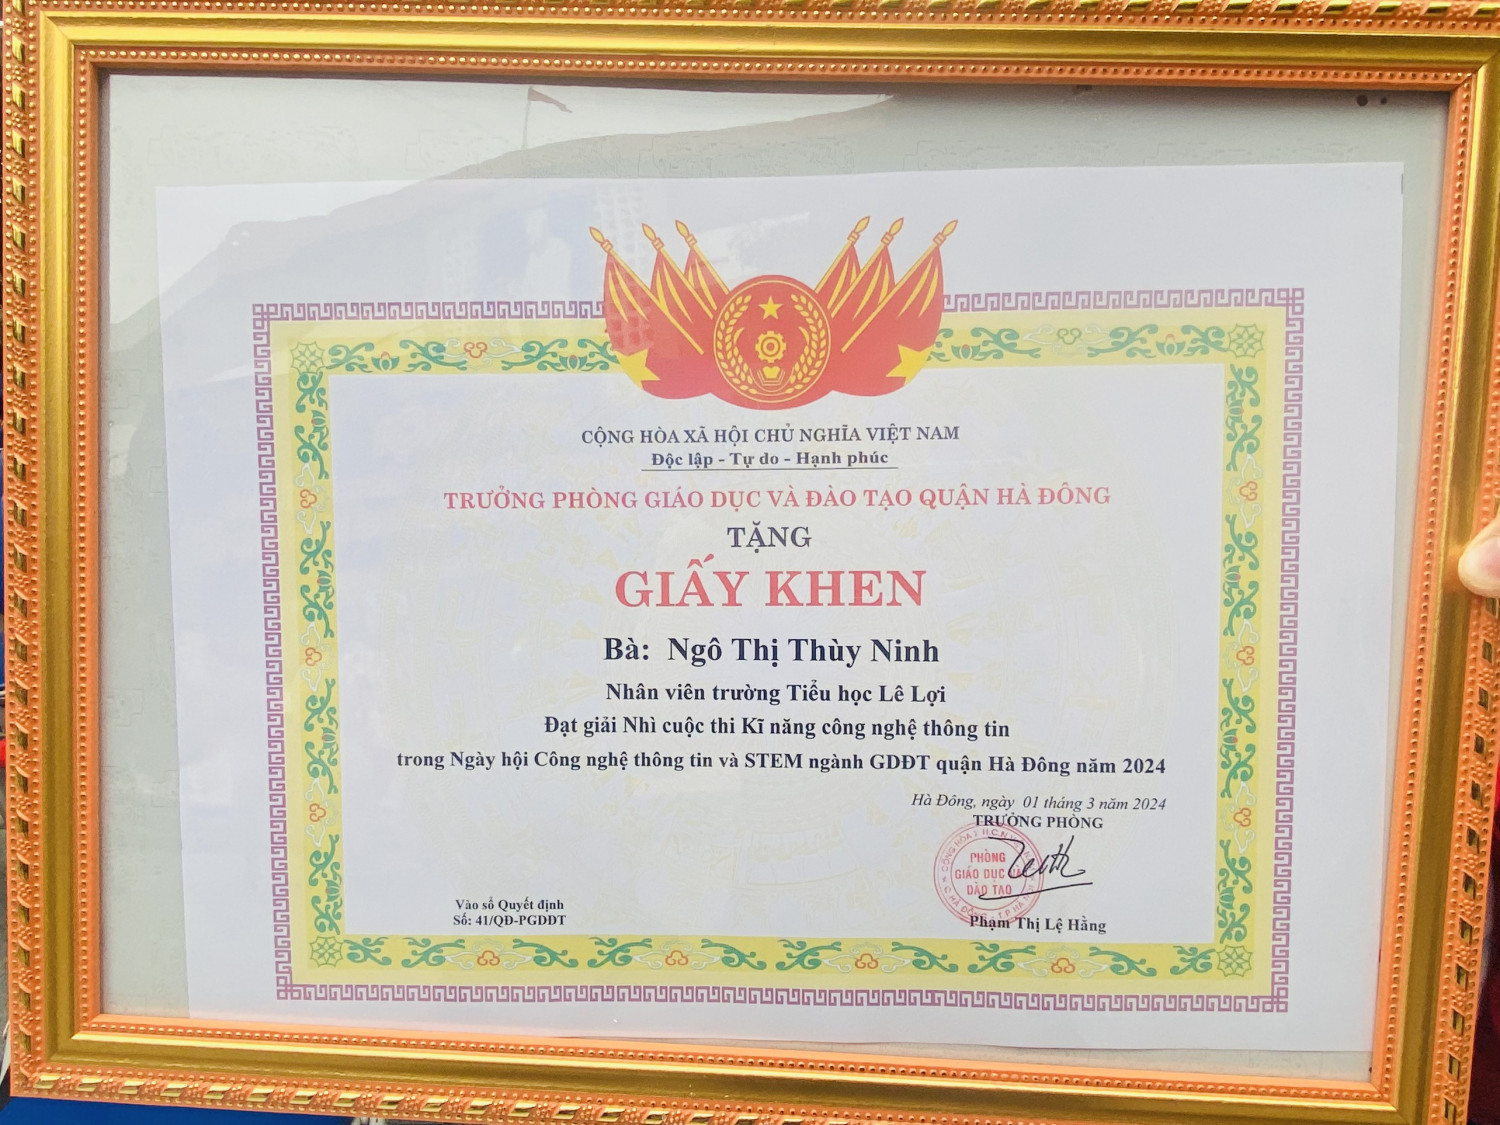 CỘNG HÒA XÃ HỘI CHỦ NGHĨA VIỆT NAM
Độc lập - Tự do - Hạnh phúc
TRƯỞNG PHÒNG GIÁO DỤC VÀ ĐÀO TẠO QUẬN HÀ ĐÔNG
TẶNG
GIẤY KHEN
Bà: Ngô Thị Thùy Ninh
Nhân viên trường Tiểu học Lê Lợi
Đạt giải Nhì cuộc thi Kĩ năng công nghệ thông tin
trong Ngày hội Công nghệ thông tin và STEM ngành GDĐT quận Hà Đông năm 2024
Hà Đông, ngày 01 tháng 3 năm 2024
TRƯỞNG PHÒNG
PHÒNG
GIÁO DỤC VÀ
ĐÀO TẠO
Phạm Thị Lệ Hằng
Vào sổ Quyết định
Số: 41/QĐ-PGDĐT